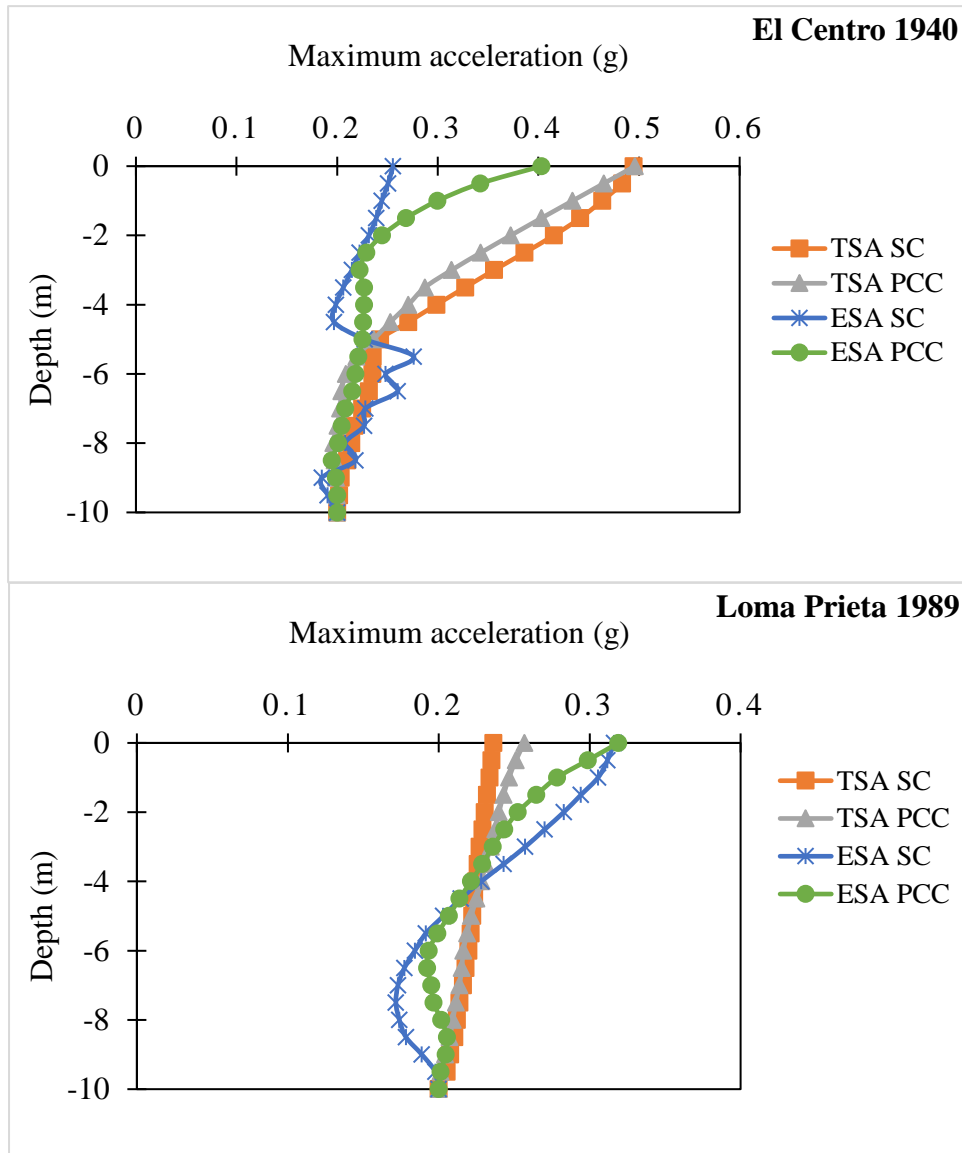 El Centro 1940
Maximum acceleration (g)
0 0.1 0.2 0.3 0.4 0.5 0.6
0
-2
-4
-6
-8
-10
Depth (m)
TSA SC
TSA PCC
ESA SC
ESA PCC
Loma Prieta 1989
Maximum acceleration (g)
0 0.1 0.2 0.3 0.4
0
-2
-4
-6
-8
-10
Depth (m)
TSA SC
TSA PCC
ESA SC
ESA PCC